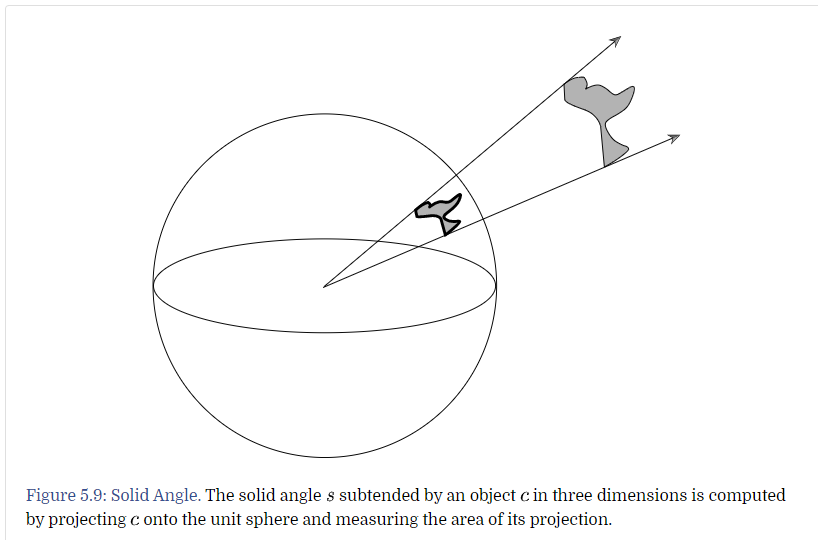 Figure 5.9: Solid Angle. The solid angle s subtended by an object c in three dimensions is computed
by projecting c onto the unit sphere and measuring the area of its projection.